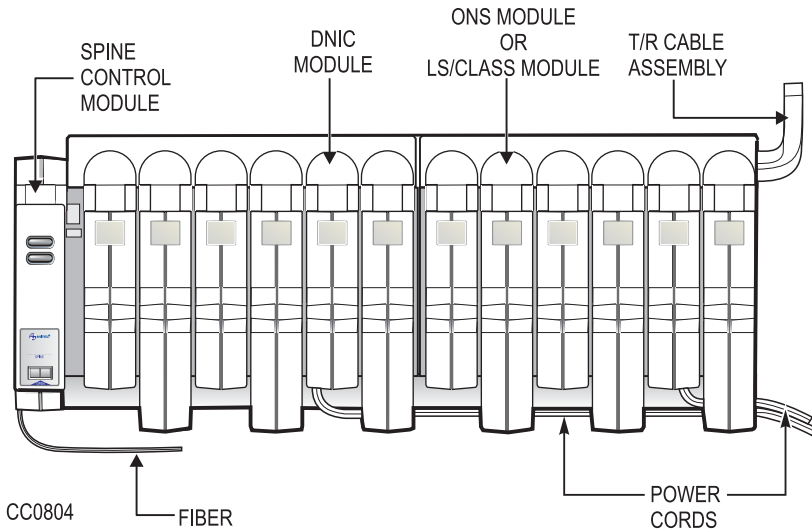 SPINE
CONTROL
MODULE
DNIC
MODULE
ONS MODULE
OR
LS/CLASS MODULE
T/R CABLE
ASSEMBLY
CC0804
FIBER
POWER
CORDS